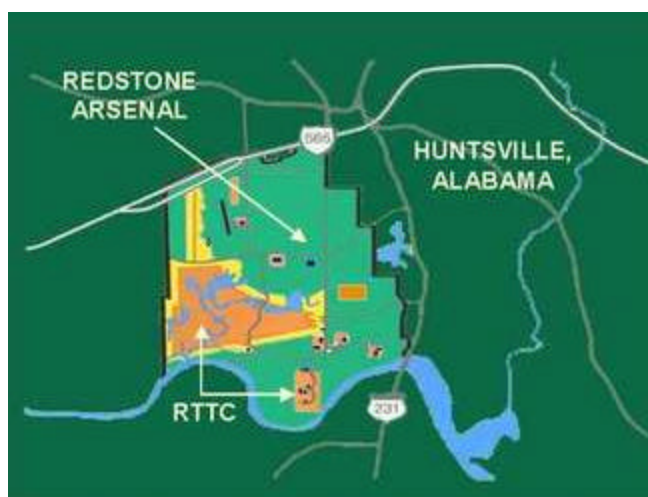 REDSTONE
ARSENAL
565
HUNTSVILLE,
ALABAMA
RTTC
231